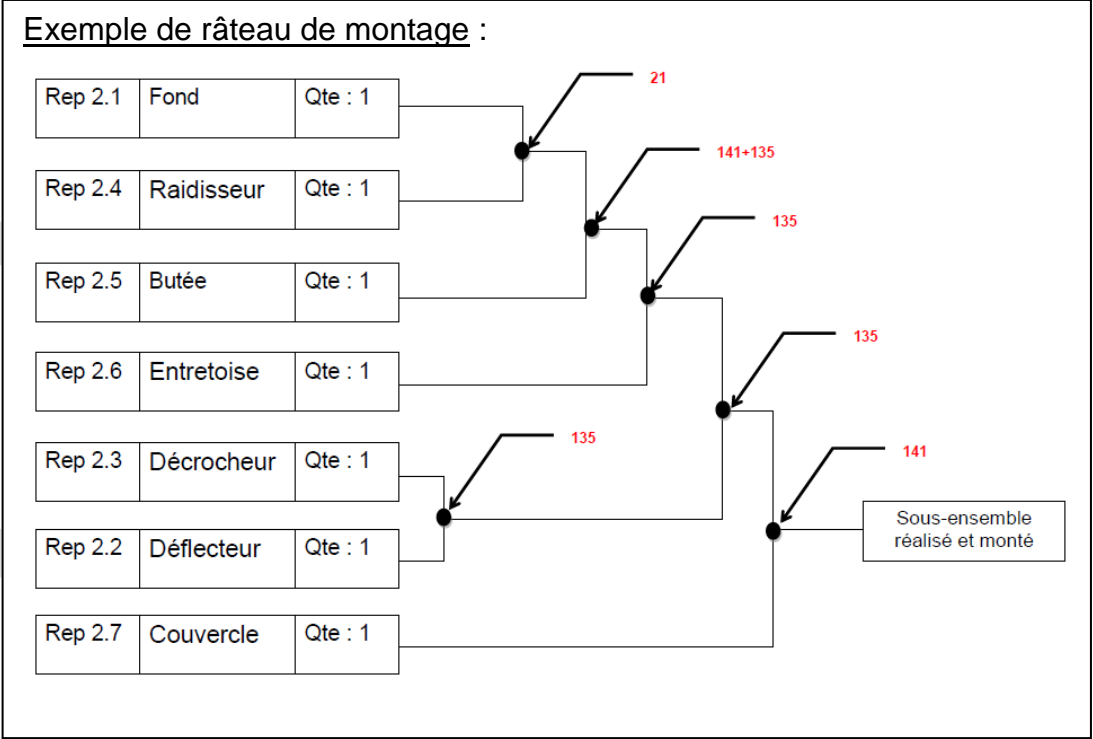 Exemple de râteau de montage :
21
Rep 2.1 Fond Qte : 1
141+135
Rep 2.4 Raidisseur Qte : 1
135
Rep 2.5 Butée Qte : 1
135
Rep 2.6 Entretoise Qte : 1
135
141
Rep 2.3 Décrocheur Qte : 1
Sous-ensemble
réalisé et monté
Rep 2.2 Déflecteur Qte : 1
Rep 2.7 Couvercle Qte : 1